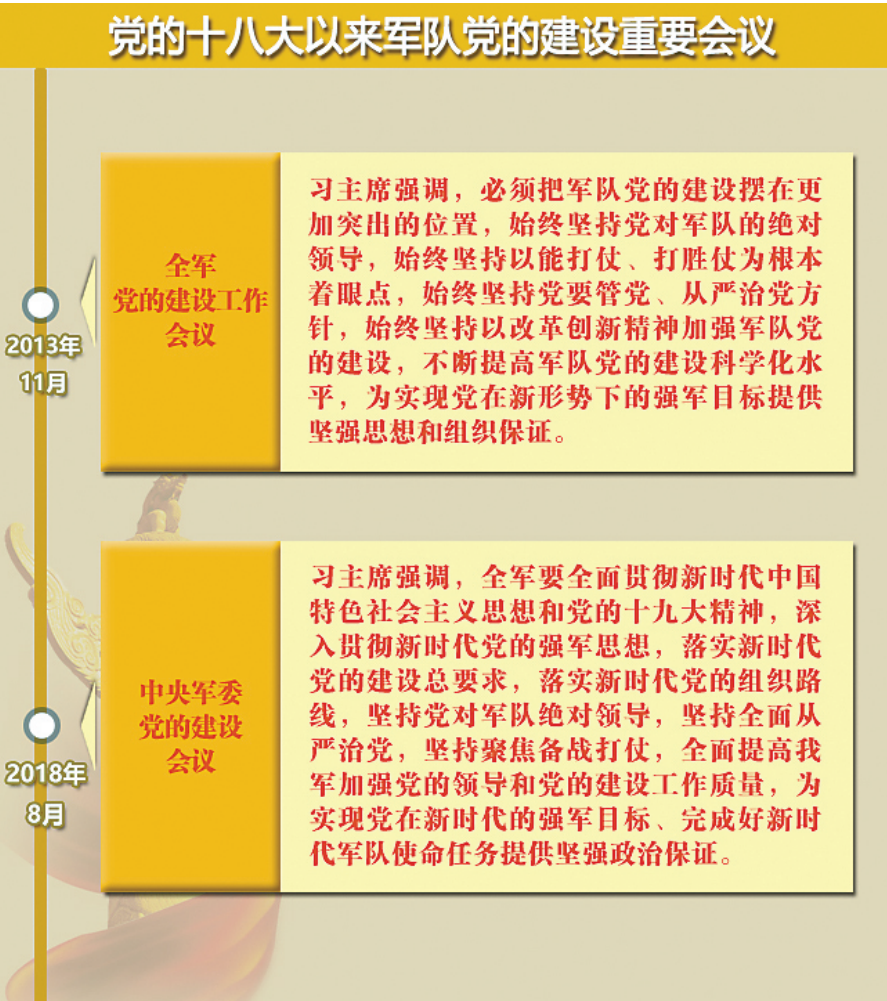 党的十八大以来军队党的建设重要会议
2013年
11月
全军
党的建设工作
会议
习主席强调，必须把军队党的建设摆在更
加突出的位置，始终坚持党对军队的绝对
领导，始终坚持以能打仗、打胜仗为根本
着眼点，始终坚持党要管党、从严治党方
针，始终坚持以改革创新精神加强军队党
的建设，不断提高军队党的建设科学化水
平，为实现党在新形势下的强军目标提供
坚强思想和组织保证。
2018年
8月
中央军委
党的建设
会议
习主席强调，全军要全面贯彻新时代中国
特色社会主义思想和党的十九大精神，深
入贯彻新时代党的强军思想，落实新时代
党的建设总要求，落实新时代党的组织路
线，坚持党对军队绝对领导，坚持全面从
严治党，坚持聚焦备战打仗，全面提高我
军加强党的领导和党的建设工作质量，为
实现党在新时代的强军目标、完成好新时
代军队使命任务提供坚强政治保证。